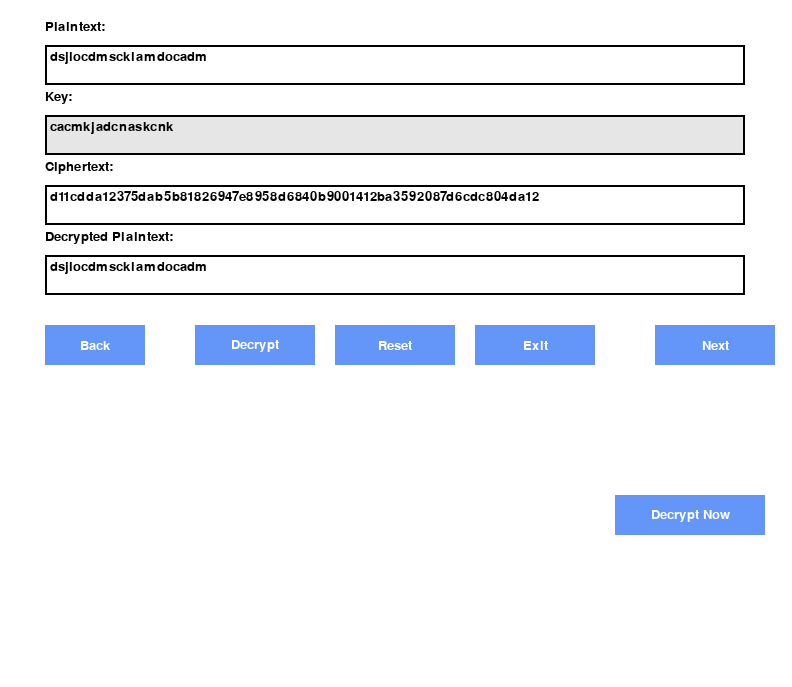 Plaintext:
dsjlocdmscklamdocadm
Key:
cacmkjadcnaskcnk
Ciphertext:
d11cdda12375dab5b81826947e8958d6840b9001412ba3592087d6cdc804da12
Decrypted Plaintext:
dsjlocdmscklamdocadm
Back Decrypt Reset Exit Next
Decrypt Now